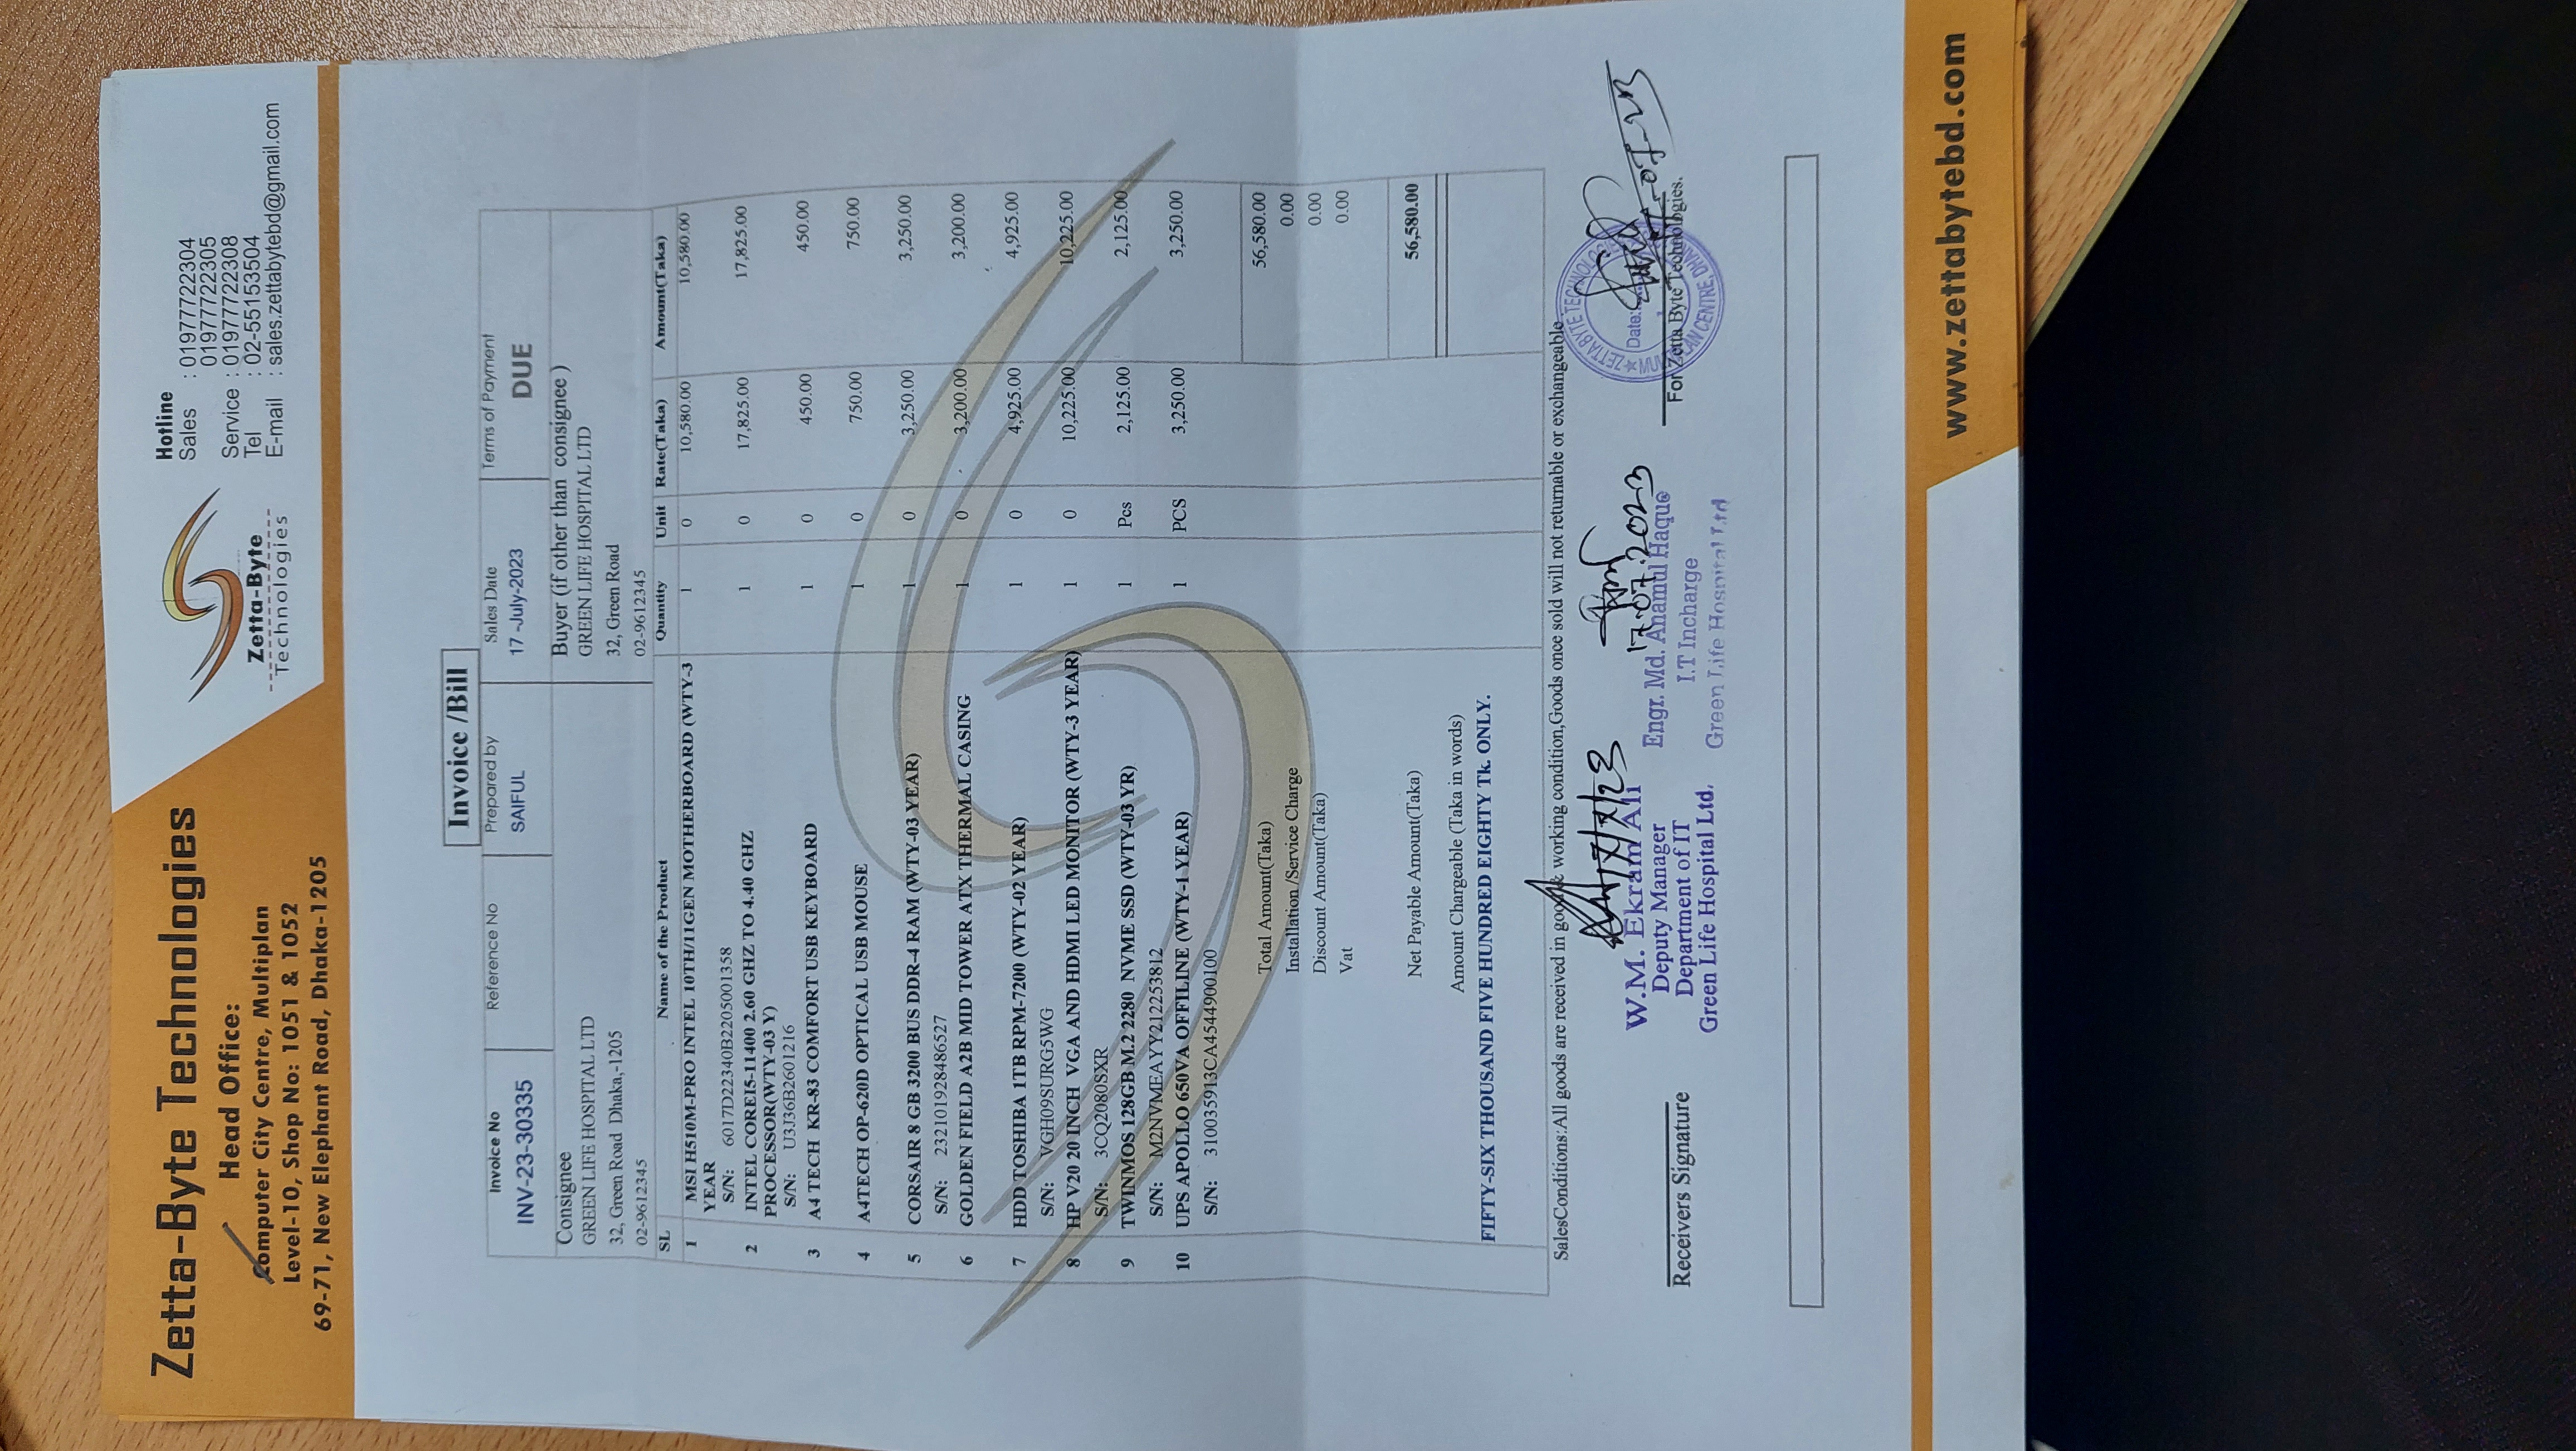 Zetta-Byte Technologies
Head Office:
Computer City Centre, Multiplan
Level-10, Shop No: 1051 & 1052
69-71, New Elephant Road, Dhaka-1205
Zetta-Byte
Technologies
Hotline
Sales : 01977722304
01977722305
Service : 01977722308
Tel : 02-55153504
E-mail : sales.zettabytebd@gmail.com
Invoice /Bill
Invoice No Reference No Prepared by Sales Date Terms of Payment
INV-23-30335 SAIFUL 17 -July-2023 DUE
Consignee Buyer (if other than consignee )
GREEN LIFE HOSPITAL LTD GREEN LIFE HOSPITAL LTD
32, Green Road Dhaka,-1205 32, Green Road
02-9612345 02-9612345
SL Name of the Product Quantity Unit Rate(Taka) Amount(Taka)
1 MSI H510M-PRO INTEL 10TH/11GEN MOTHERBOARD (WTY-3 1 0 10,580.00 10,580.00
YEAR
S/N: 6017D22340B2205001358
2 INTEL COREI5-11400 2.60 GHZ TO 4.40 GHZ 1 0 17,825.00 17,825.00
PROCESSOR(WTY-03 Y)
S/N: U3J36B2601216
3 A4 TECH KR-83 COMFORT USB KEYBOARD 1 0 450.00 450.00
4 A4TECH OP-620D OPTICAL USB MOUSE 1 0 750.00 750.00
5 CORSAIR 8 GB 3200 BUS DDR-4 RAM (WTY-03 YEAR) 1 0 3,250.00 3,250.00
S/N: 232101928486527
6 GOLDEN FIELD A2B MID TOWER ATX THERMAL CASING 1 0 3,200.00 3,200.00
7 HDD TOSHIBA 1TB RPM-7200 (WTY-02 YEAR) 1 0 4,925.00 4,925.00
S/N: VGH09SURG5WG
8 HP V20 20 INCH VGA AND HDMI LED MONITOR (WTY-3 YEAR) 1 0 10,225.00 10,225.00
S/N: 3CQ2080SXR
9 TWINMOS 128GB M.2 2280 NVME SSD (WTY-03 YR) 1 Pcs 2,125.00 2,125.00
S/N: M2NVMEAYY212253812
10 UPS APOLLO 650VA OFFILINE (WTY-1 YEAR) 1 PCS 3,250.00 3,250.00
S/N: 310035913CA4544900100
Total Amount(Taka) 56,580.00
Installation /Service Charge 0.00
Discount Amount(Taka) 0.00
Vat 0.00
Net Payable Amount(Taka) 56,580.00
Amount Chargeable (Taka in words)
FIFTY-SIX THOUSAND FIVE HUNDRED EIGHTY Tk. ONLY.
SalesConditions:All goods are received in good & working condition,Goods once sold will not returnable or exchangeable
17/7/23
17.07.2023
W.M. Ekram Ali
Deputy Manager
Department of IT
Green Life Hospital Ltd.
Engr. Md. Anamul Haque
I.T Incharge
Green Life Hospital Ltd
Receivers Signature
ZETTA BYTE TECHNOLOGIES
Date:
For Zetta Byte Technologies.
www.zettabytebd.com